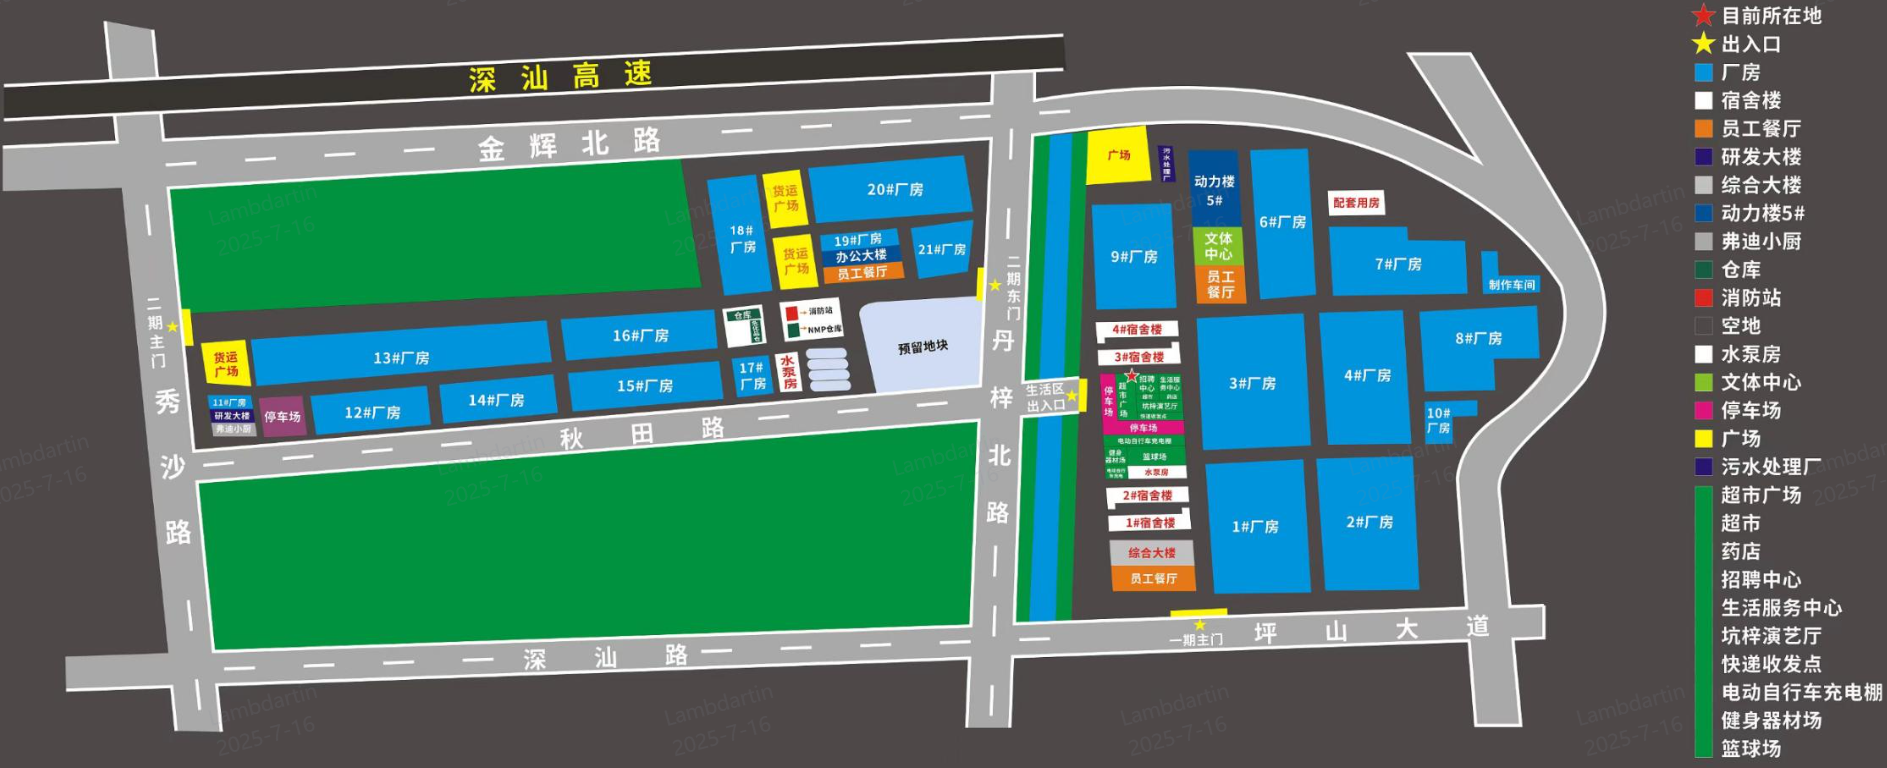 深汕高速
金辉北路
广场
污水处理厂
动力楼
5#
6#厂房
配套用房
货运
广场
20#厂房
18#
厂房
货运
广场
19#厂房
办公大楼
员工餐厅
21#厂房
9#厂房
文体
中心
员工
餐厅
7#厂房
制作车间
二期主门
二期东门
16#厂房
仓库
消防站
NMP仓库
预留地块
4#宿舍楼
3#宿舍楼
8#厂房
货运
广场
13#厂房
17#
厂房
水泵房
15#厂房
14#厂房
12#厂房
停车场
11#厂房
研发大楼
弗迪小厨
秀沙路
秋田路
丹梓北路
生活区
出入口
停车场
超市广场
招聘
中心
生活服
务中心
超市
药店
坑梓演艺厅
快递收发点
停车场
电动自行车充电棚
健身
器材场
篮球场
水泵房
3#厂房
4#厂房
10#
厂房
2#宿舍楼
1#宿舍楼
综合大楼
员工餐厅
1#厂房
2#厂房
深汕路
一期主门
坪山大道
目前所在地
出入口
厂房
宿舍楼
员工餐厅
研发大楼
综合大楼
动力楼5#
弗迪小厨
仓库
消防站
空地
水泵房
文体中心
停车场
广场
污水处理厂
超市广场
超市
药店
招聘中心
生活服务中心
坑梓演艺厅
快递收发点
电动自行车充电棚
健身器材场
篮球场
Lambdartin
2025-7-16